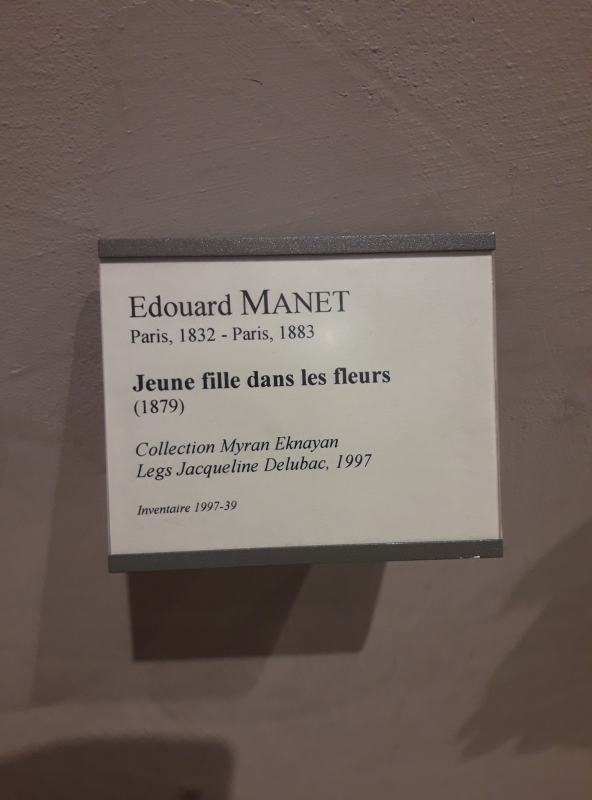 Edouard MANET
Paris, 1832 - Paris, 1883
Jeune fille dans les fleurs
(1879)
Collection Myran Eknayan
Legs Jacqueline Delubac, 1997
Inventaire 1997-39